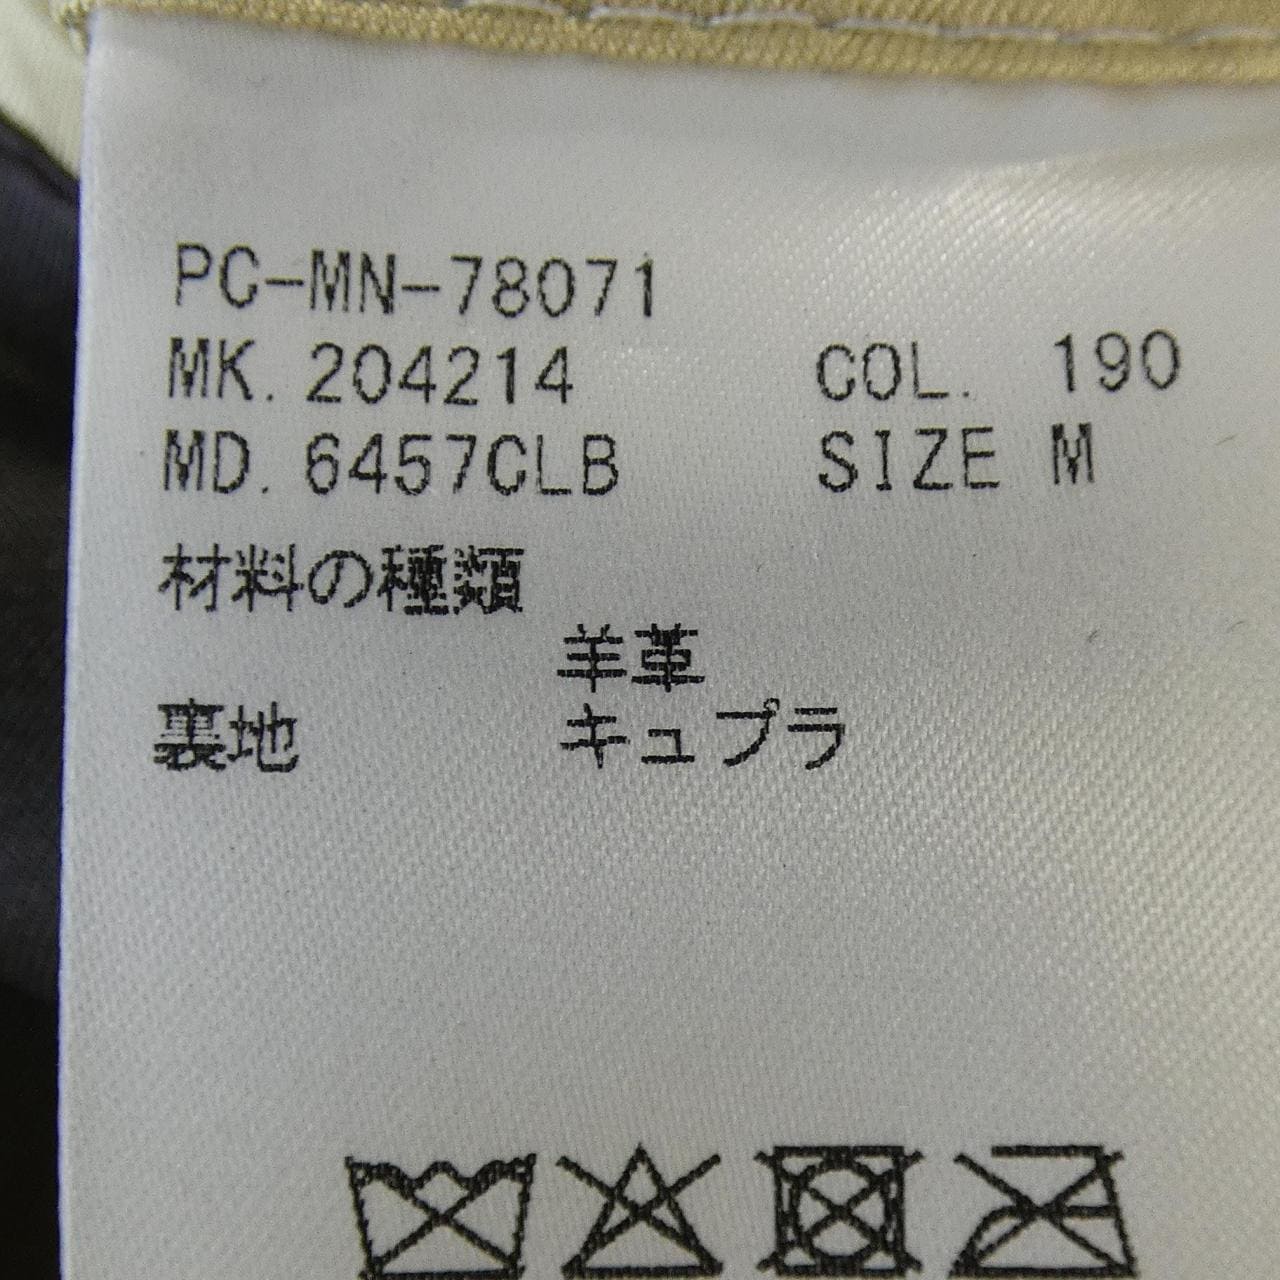 PC-MN-78071
MK. 204214 COL. 190
MD. 6457CLB SIZE M
材料の種類
羊革
裏地 キュプラ